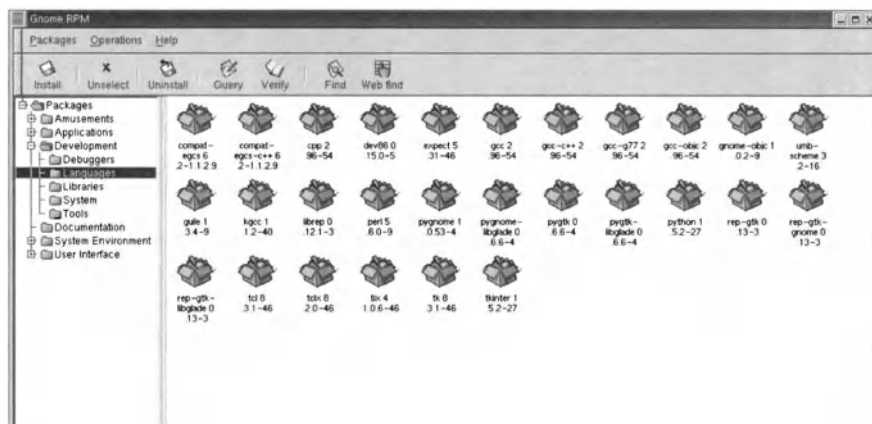 Gnome RPM
Packages Operations Help
Install Unselect Uninstall Query Verify Find Web find
Packages
Amusements
Applications
Development
Debuggers
Languages
Libraries
System
Tools
Documentation
System Environment
User Interface
compat-
egcs 6
.2-1.1.2.9
compat-
egcs-c++ 6
.2-1.1.2.9
cpp 2
.96-54
dev86 0
.15.0-5
expect 5
.31-46
gcc 2
.96-54
gcc-c++ 2
.96-54
gcc-g77 2
.96-54
gcc-objc 2
.96-54
gnome-objc 1
.0.2-9
umb-
scheme 3
.2-16
guile 1
.3.4-9
kgcc 1
.1.2-40
librep 0
.12.1-3
perl 5
.6.0-9
pygnome 1
.0.53-4
pygnome-
libglade 0
.6.6-4
pygtk 0
.6.6-4
pygtk-
libglade 0
.6.6-4
python 1
.5.2-27
rep-gtk 0
.13-3
rep-gtk-
gnome 0
.13-3
rep-gtk-
libglade 0
.13-3
tcl 8
.3.1-46
tclx 8
.2.0-46
tix 4
.1.0.6-46
tk 8
.3.1-46
tkinter 1
.5.2-27